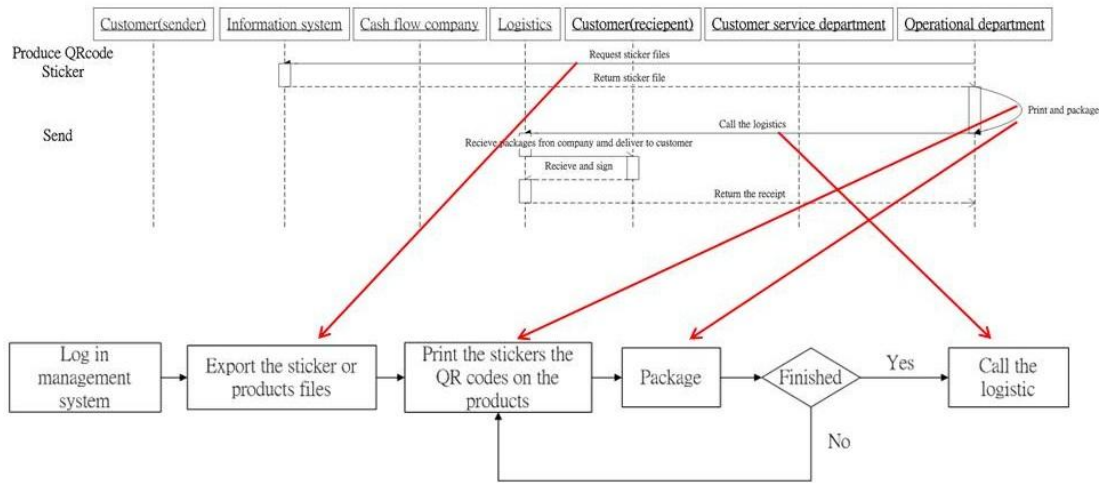 Customer(sender)
Information system
Cash flow company
Logistics
Customer(reciepent)
Customer service department
Operational department
Produce QRcode
Sticker
Request sticker files
Return sticker file
Print and package
Send
Call the logistics
Recieve packages fron company and deliver to customer
Recieve and sign
Return the receipt
Log in
management
system
Export the sticker or
products files
Print the stickers the
QR codes on the
products
Package
Finished
Yes
Call the
logistic
No